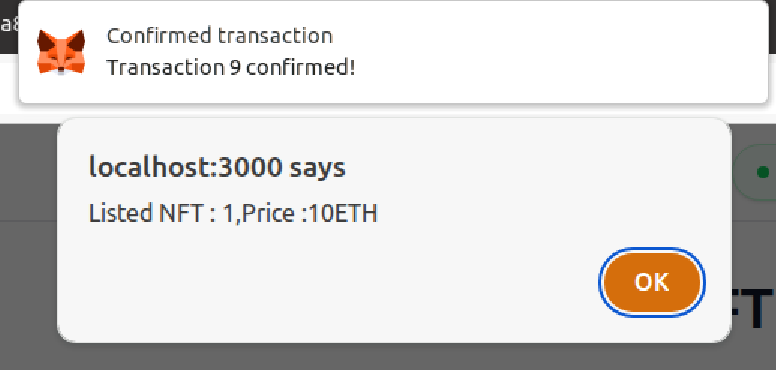 Confirmed transaction
Transaction 9 confirmed!
localhost:3000 says
Listed NFT : 1,Price :10ETH
OK